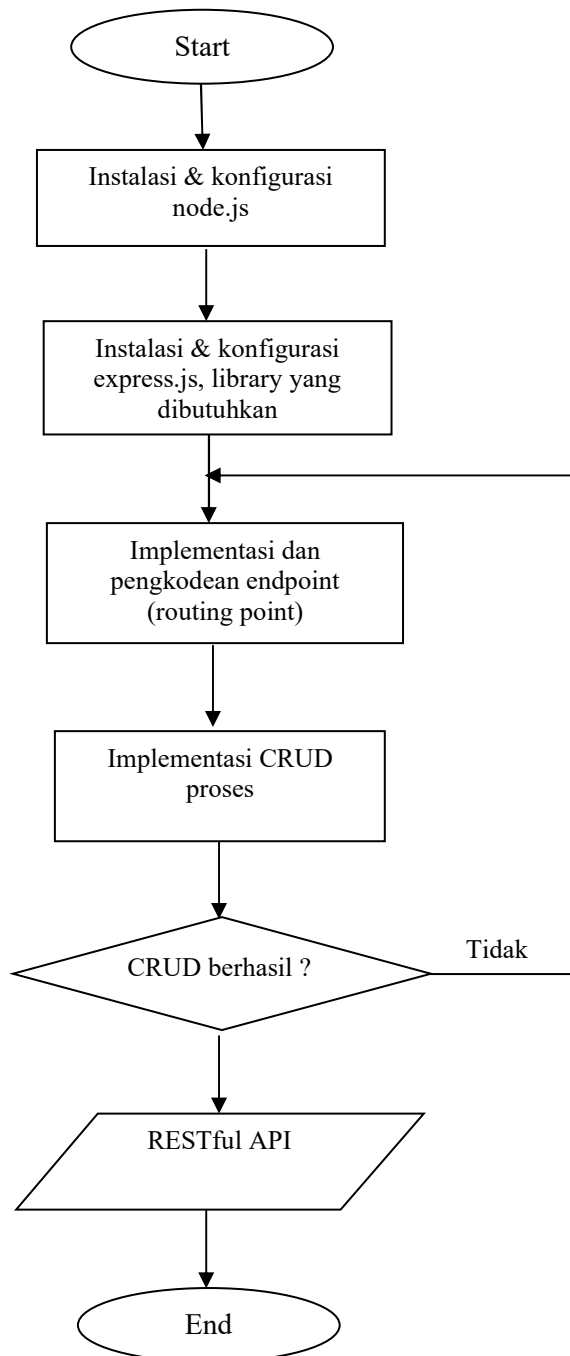 Start
Instalasi & konfigurasi
node.js
Instalasi & konfigurasi
express.js, library yang
dibutuhkan
Implementasi dan
pengkodean endpoint
(routing point)
Implementasi CRUD
proses
CRUD berhasil ?
Tidak
RESTful API
End